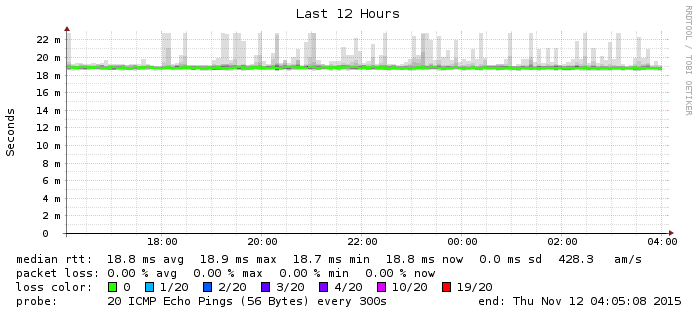 Last 12 Hours
RRDTOOL / TOBI OETIKER
Seconds
22 m
20 m
18 m
16 m
14 m
12 m
10 m
8 m
6 m
4 m
2 m
0
18:00 20:00 22:00 00:00 02:00 04:00
median rtt: 18.8 ms avg 18.9 ms max 18.7 ms min 18.8 ms now 0.0 ms sd 428.3 am/s
packet loss: 0.00 % avg 0.00 % max 0.00 % min 0.00 % now
loss color: 0 1/20 2/20 3/20 4/20 10/20 19/20
probe: 20 ICMP Echo Pings (56 Bytes) every 300s end: Thu Nov 12 04:05:08 2015